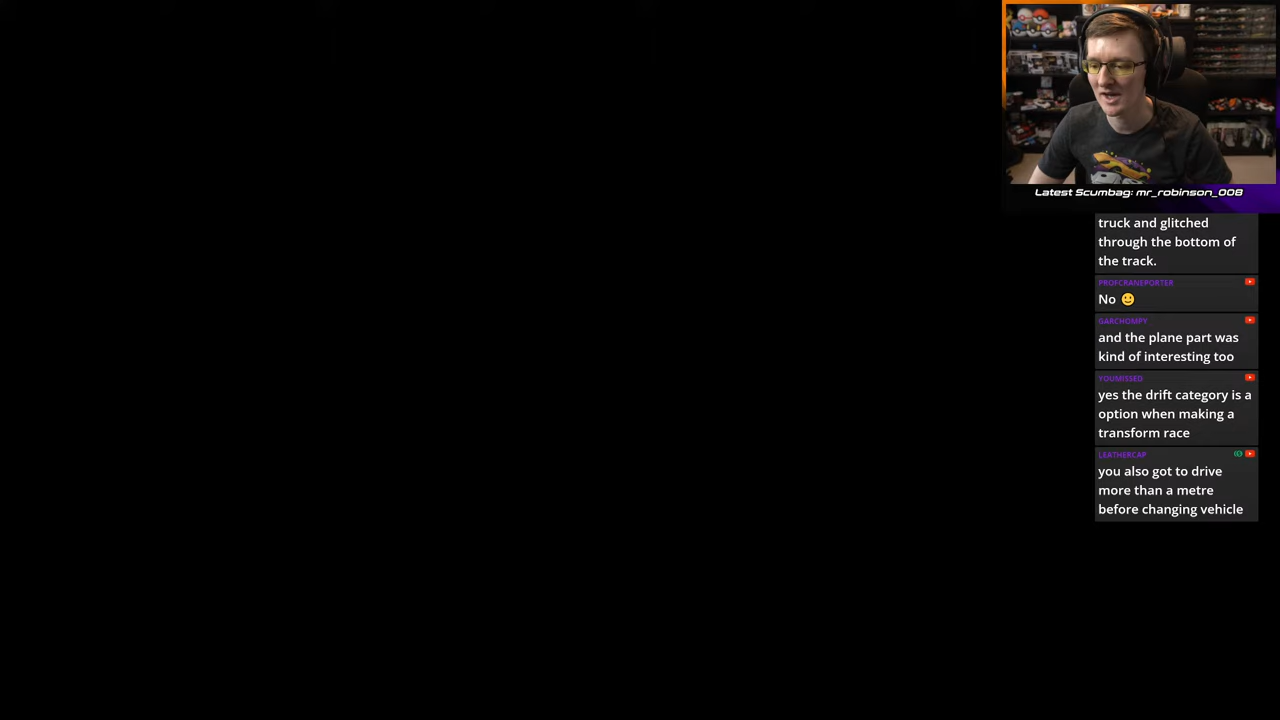 Latest Scumbag: mr_robinson_008
truck and glitched
through the bottom of
the track.
PROFCRANEPORTER
No 🙂
GARCHOMPY
and the plane part was
kind of interesting too
YOUMISSED
yes the drift category is a
option when making a
transform race
LEATHERCAP
you also got to drive
more than a metre
before changing vehicle